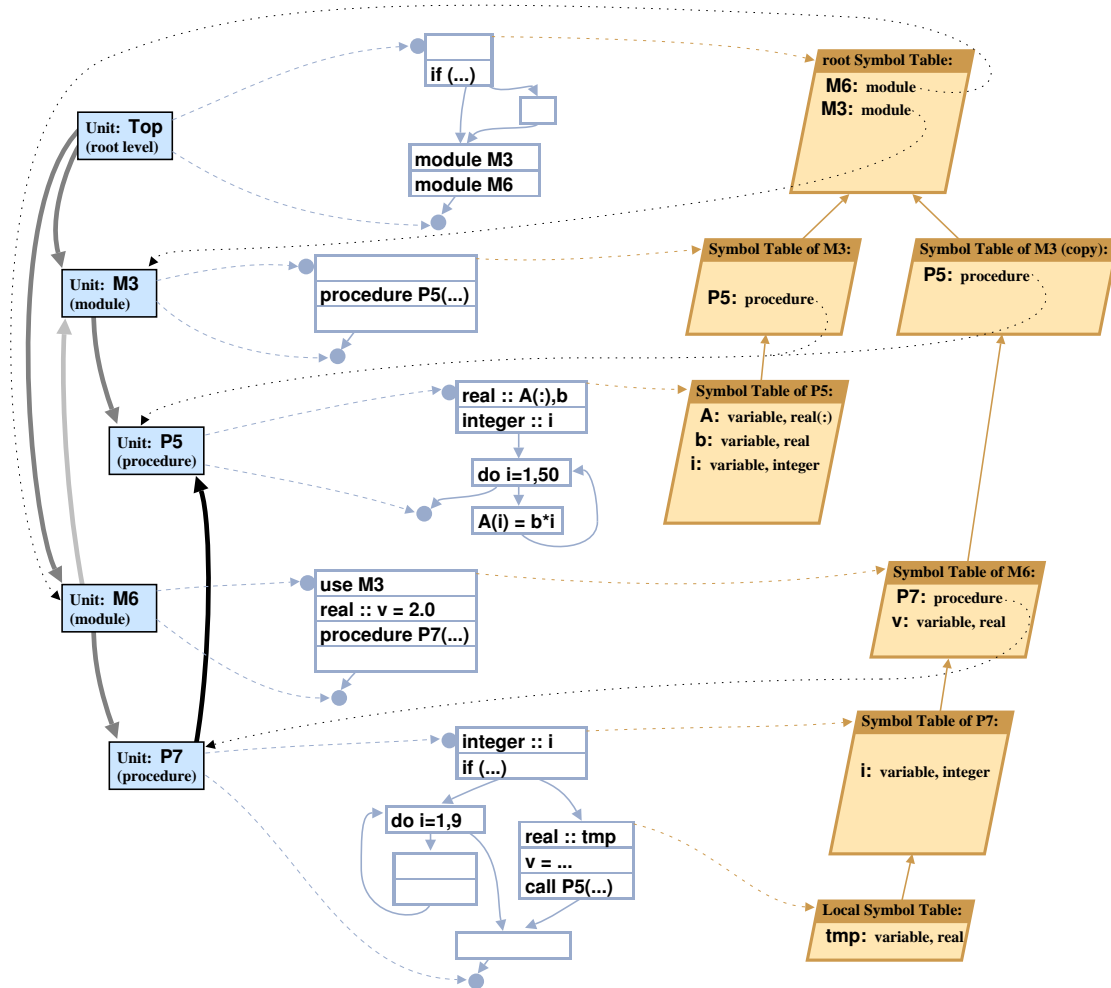 root Symbol Table:
M6: module
M3: module
if (...)
Unit: Top
(root level)
module M3
module M6
Symbol Table of M3:
P5: procedure
Symbol Table of M3 (copy):
P5: procedure
Unit: M3
(module)
procedure P5(...)
Unit: P5
(procedure)
real :: A(:),b
integer :: i
do i=1,50
A(i) = b*i
Symbol Table of P5:
A: variable, real(:)
b: variable, real
i: variable, integer
Unit: M6
(module)
use M3
real :: v = 2.0
procedure P7(...)
Symbol Table of M6:
P7: procedure
v: variable, real
Unit: P7
(procedure)
integer :: i
if (...)
do i=1,9
real :: tmp
v = ...
call P5(...)
Symbol Table of P7:
i: variable, integer
Local Symbol Table:
tmp: variable, real